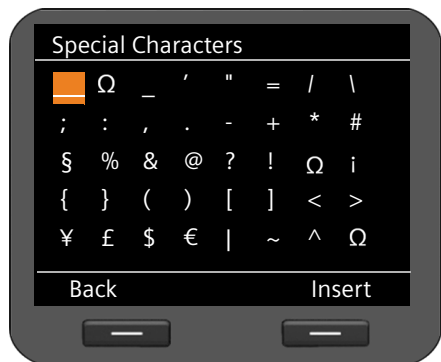 Special Characters
Ω _ ′ " = / \
; : , . - + * #
§ % & @ ? ! Ω ¡
{ } ( ) [ ] < >
¥ £ $ € | ~ ^ Ω
Back Insert